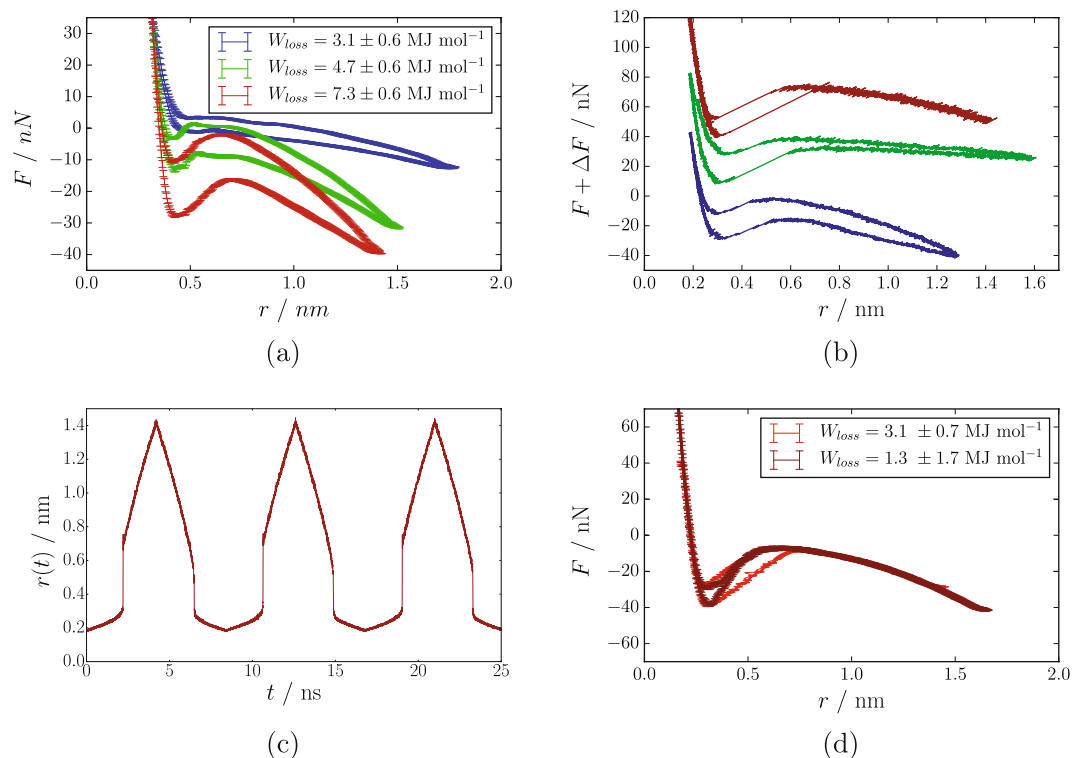 30
20
10
0
−10
−20
−30
−40
F / nN
W_loss = 3.1 ± 0.6 MJ mol⁻¹
W_loss = 4.7 ± 0.6 MJ mol⁻¹
W_loss = 7.3 ± 0.6 MJ mol⁻¹
0.0 0.5 1.0 1.5 2.0
r / nm
(a)
120
100
80
60
40
20
0
−20
−40
F + ΔF / nN
0.0 0.2 0.4 0.6 0.8 1.0 1.2 1.4 1.6
r / nm
(b)
1.4
1.2
1.0
0.8
0.6
0.4
0.2
0.0
r(t) / nm
0 5 10 15 20 25
t / ns
(c)
60
40
20
0
−20
−40
−60
F / nN
W_loss = 3.1 ± 0.7 MJ mol⁻¹
W_loss = 1.3 ± 1.7 MJ mol⁻¹
0.0 0.5 1.0 1.5 2.0
r / nm
(d)